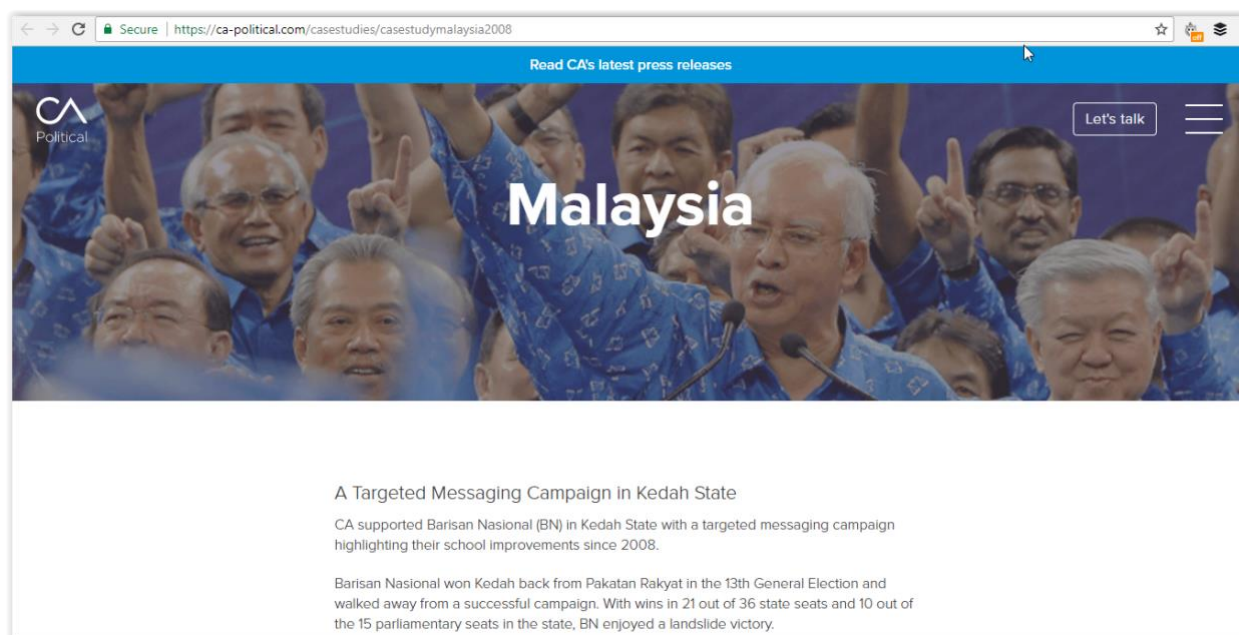 Secure | https://ca-political.com/casestudies/casestudymalaysia2008
off
Read CA's latest press releases
CA
Political
Let's talk
Malaysia
A Targeted Messaging Campaign in Kedah State
CA supported Barisan Nasional (BN) in Kedah State with a targeted messaging campaign
highlighting their school improvements since 2008.
Barisan Nasional won Kedah back from Pakatan Rakyat in the 13th General Election and
walked away from a successful campaign. With wins in 21 out of 36 state seats and 10 out of
the 15 parliamentary seats in the state, BN enjoyed a landslide victory.